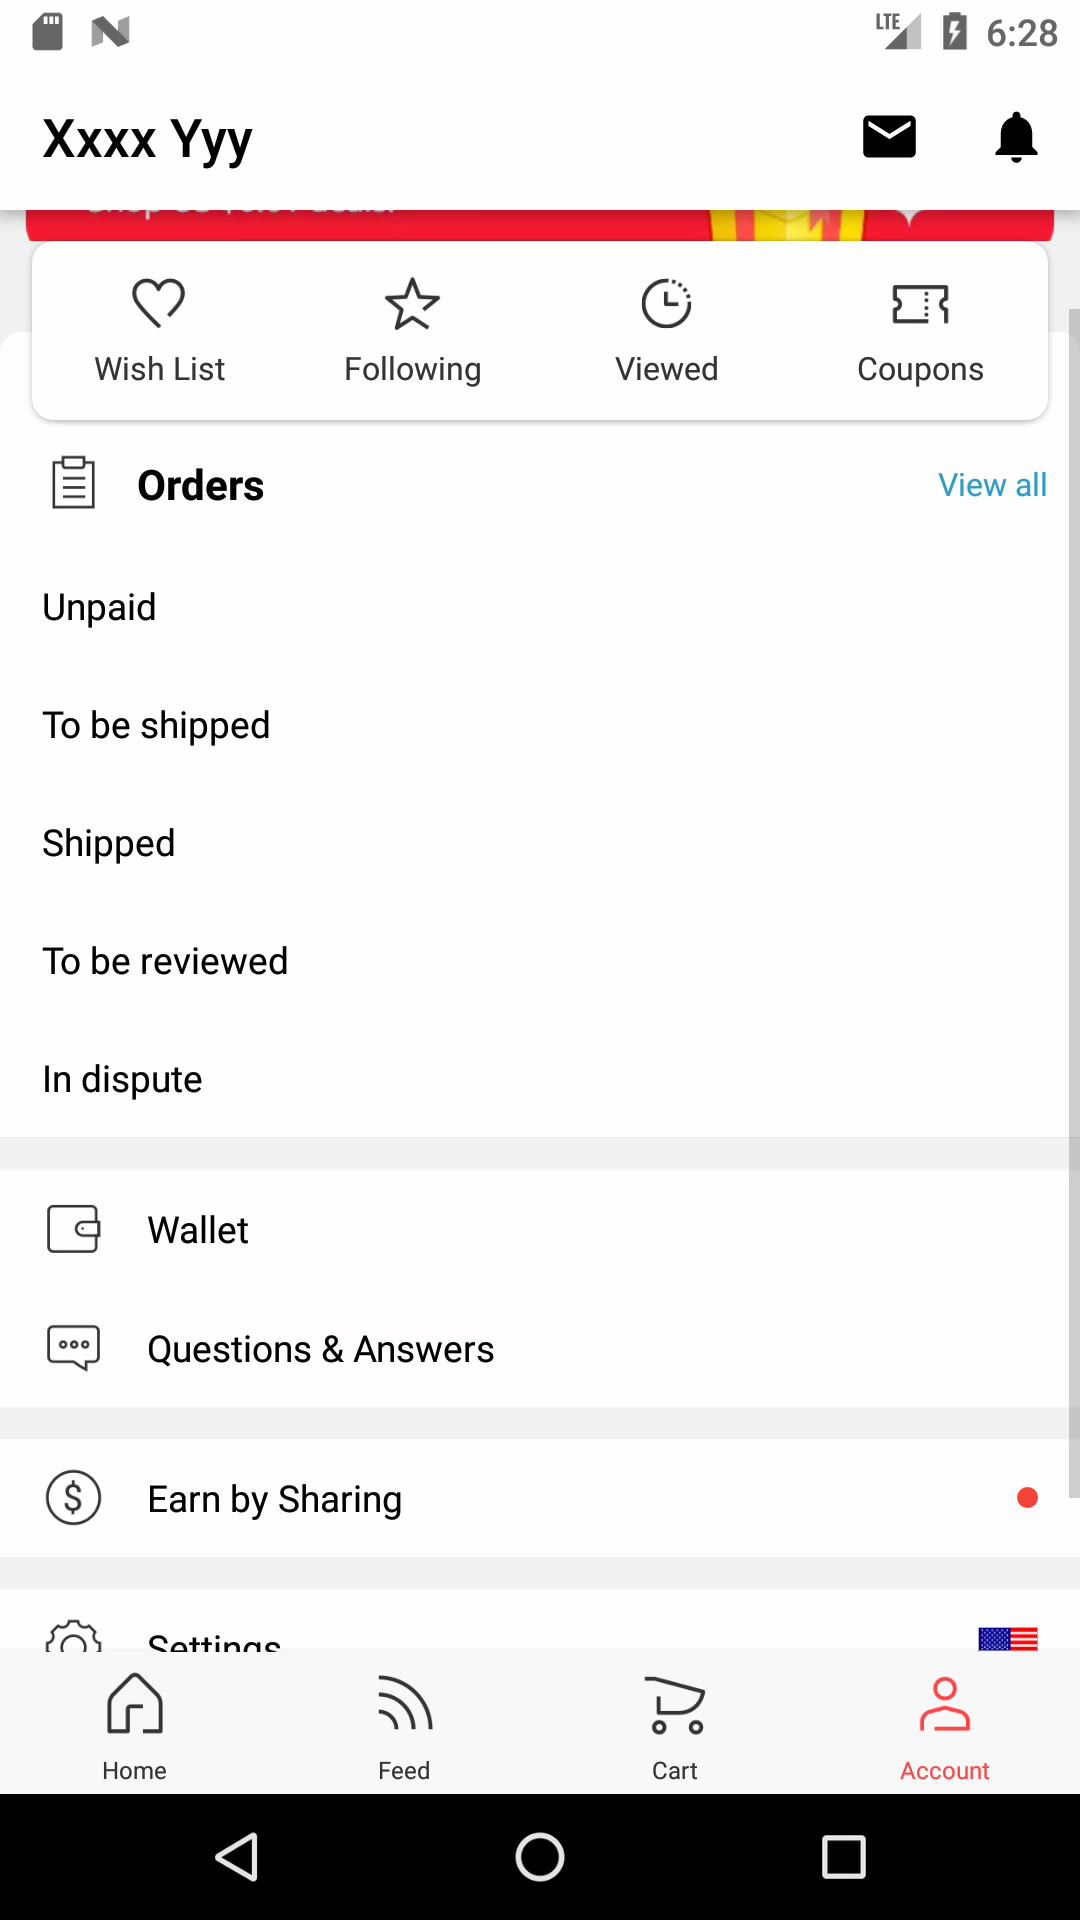 LTE 6:28
Xxxx Yyy
Wish List Following Viewed Coupons
Orders View all
Unpaid
To be shipped
Shipped
To be reviewed
In dispute
Wallet
Questions & Answers
Earn by Sharing
Settings
Home Feed Cart Account